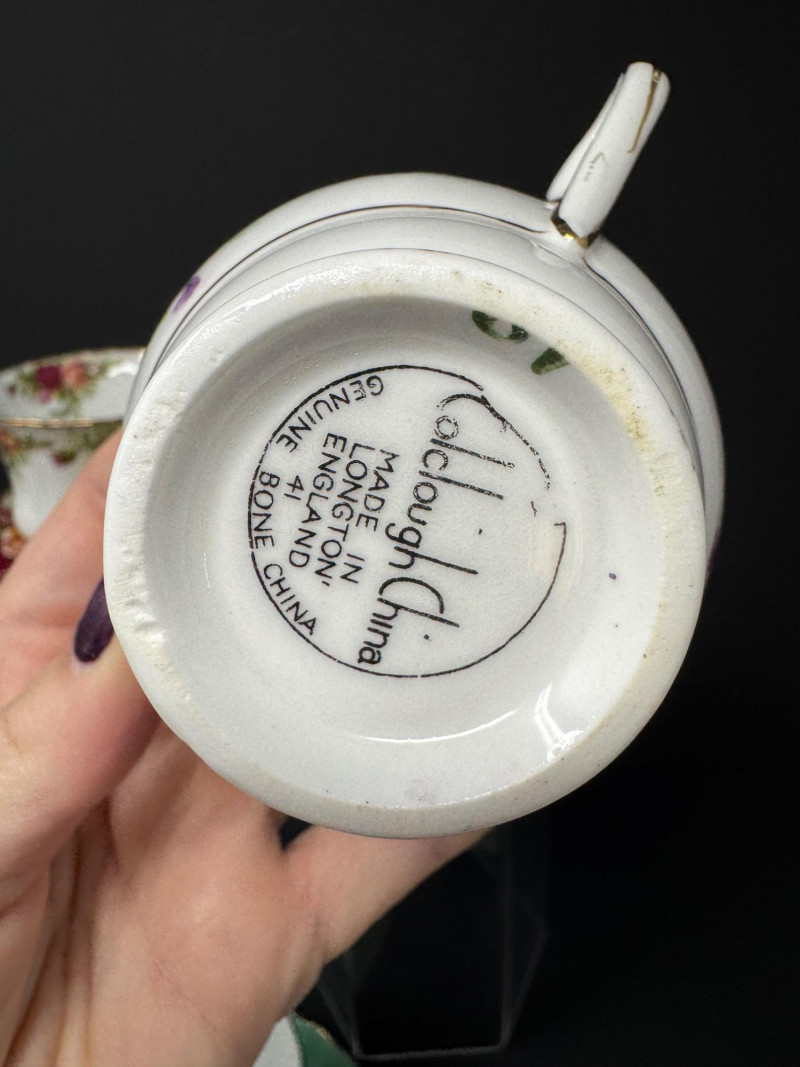 Colclough China
MADE IN
LONGTON,
ENGLAND
41
GENUINE BONE CHINA